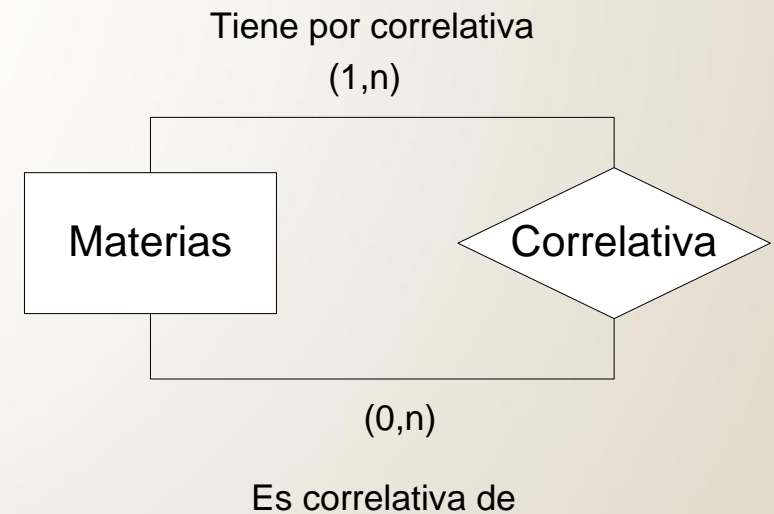 Tiene por correlativa
(1,n)
Materias
Correlativa
(0,n)
Es correlativa de